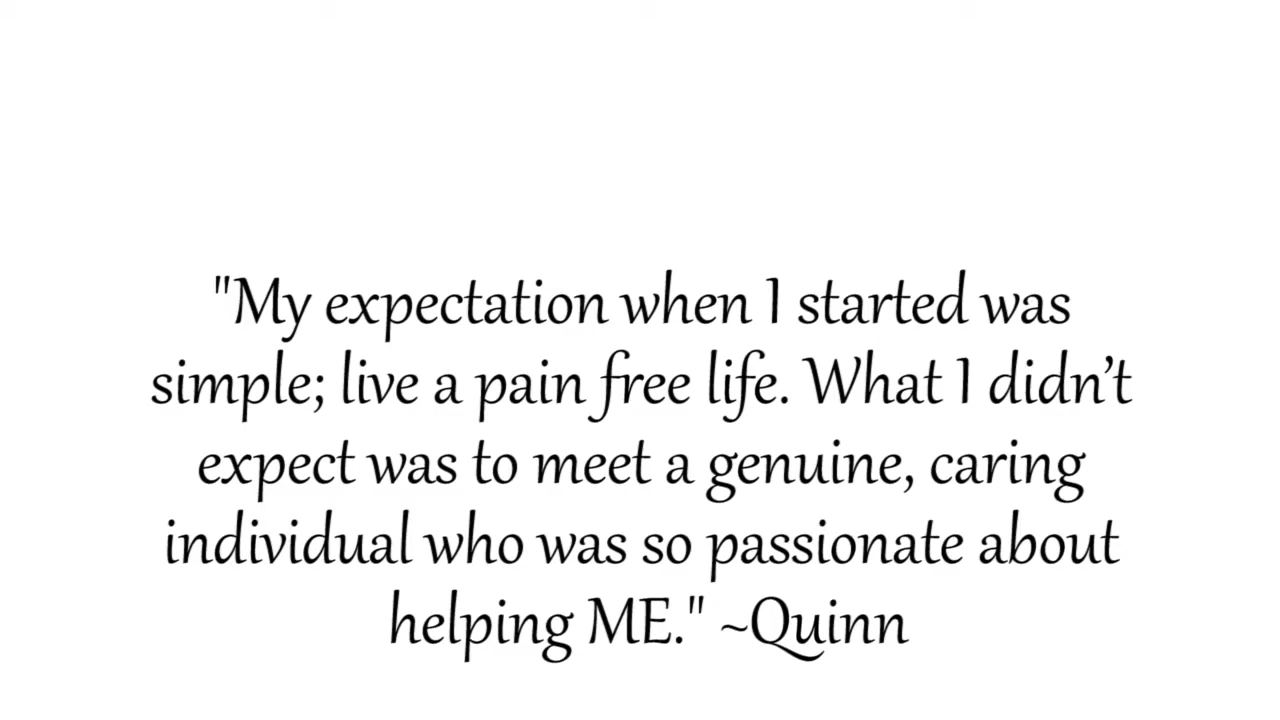 "My expectation when I started was
simple; live a pain free life. What I didn’t
expect was to meet a genuine, caring
individual who was so passionate about
helping ME." ~Quinn